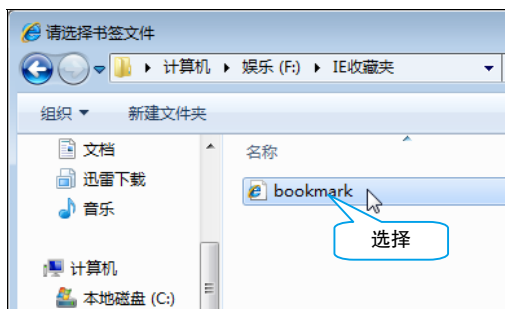 请选择书签文件
计算机 娱乐 (F:) IE收藏夹
组织 新建文件夹
文档
迅雷下载
音乐
计算机
本地磁盘 (C:)
名称
bookmark
选择